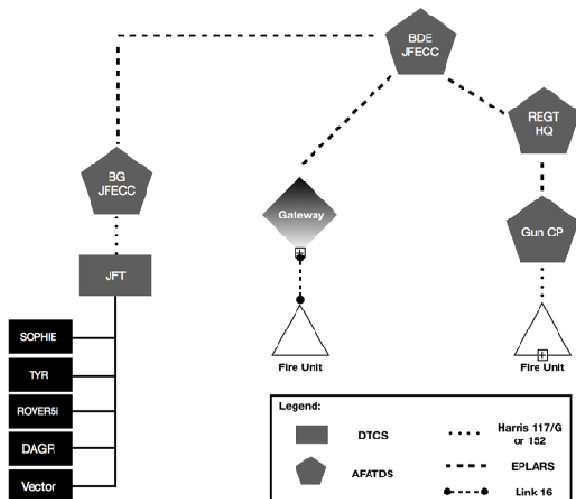 BDE
JFECC
REGT
HQ
BG
JFECC
Gateway
Gun CP
JFT
SOPHIE
TYR
ROVER5i
DAGR
Vector
Fire Unit
Fire Unit
Legend:
DTCS
Harris 117/G
or 152
AFATDS
EPLARS
Link 16